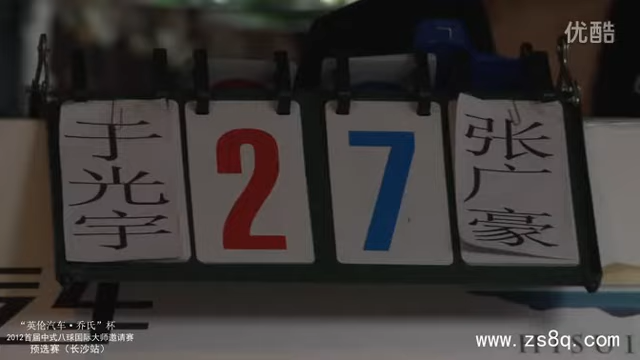 优酷
于光宇
2
7
张广豪
"英伦汽车·乔氏"杯
2012首届中式八球国际大师邀请赛
预选赛（长沙站）
www.zs8q.com